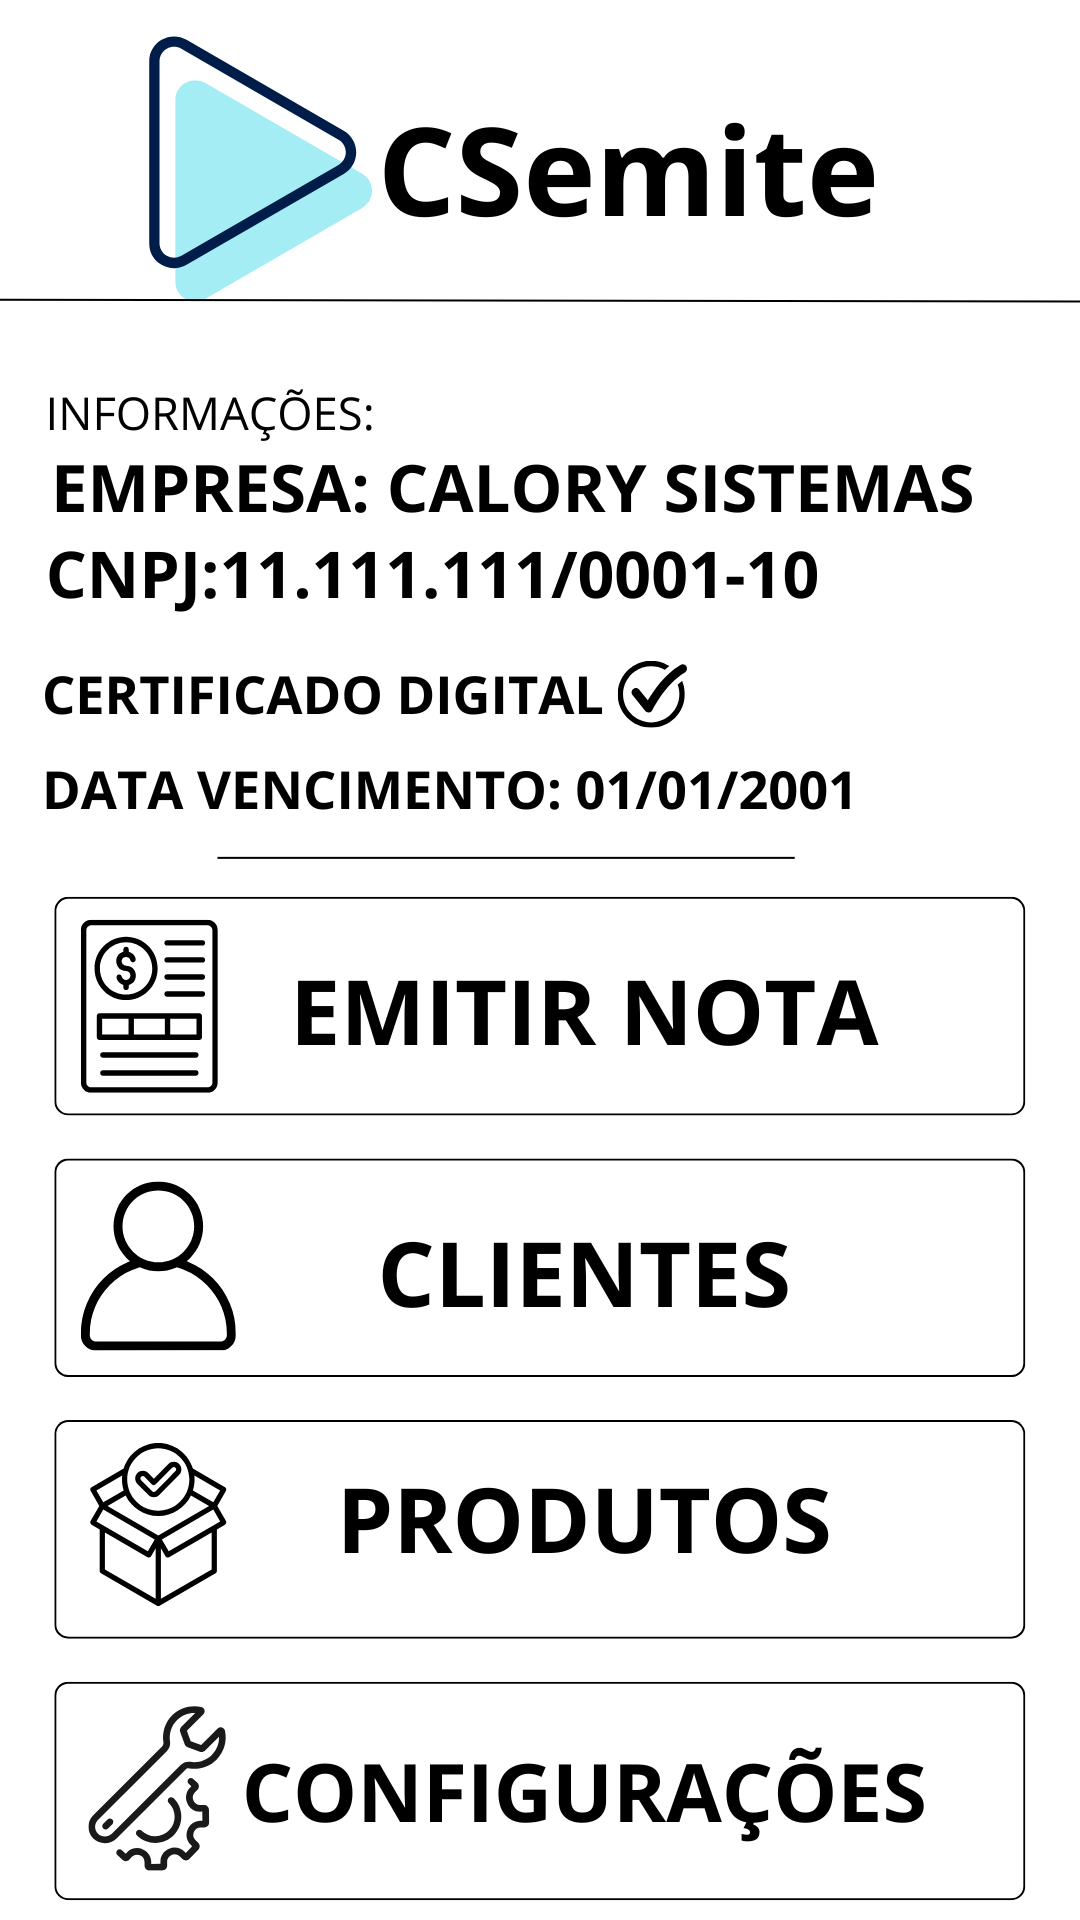 CSemite
INFORMAÇÕES:
EMPRESA: CALORY SISTEMAS
CNPJ:11.111.111/0001-10
CERTIFICADO DIGITAL
DATA VENCIMENTO: 01/01/2001
$
EMITIR NOTA
CLIENTES
PRODUTOS
CONFIGURAÇÕES